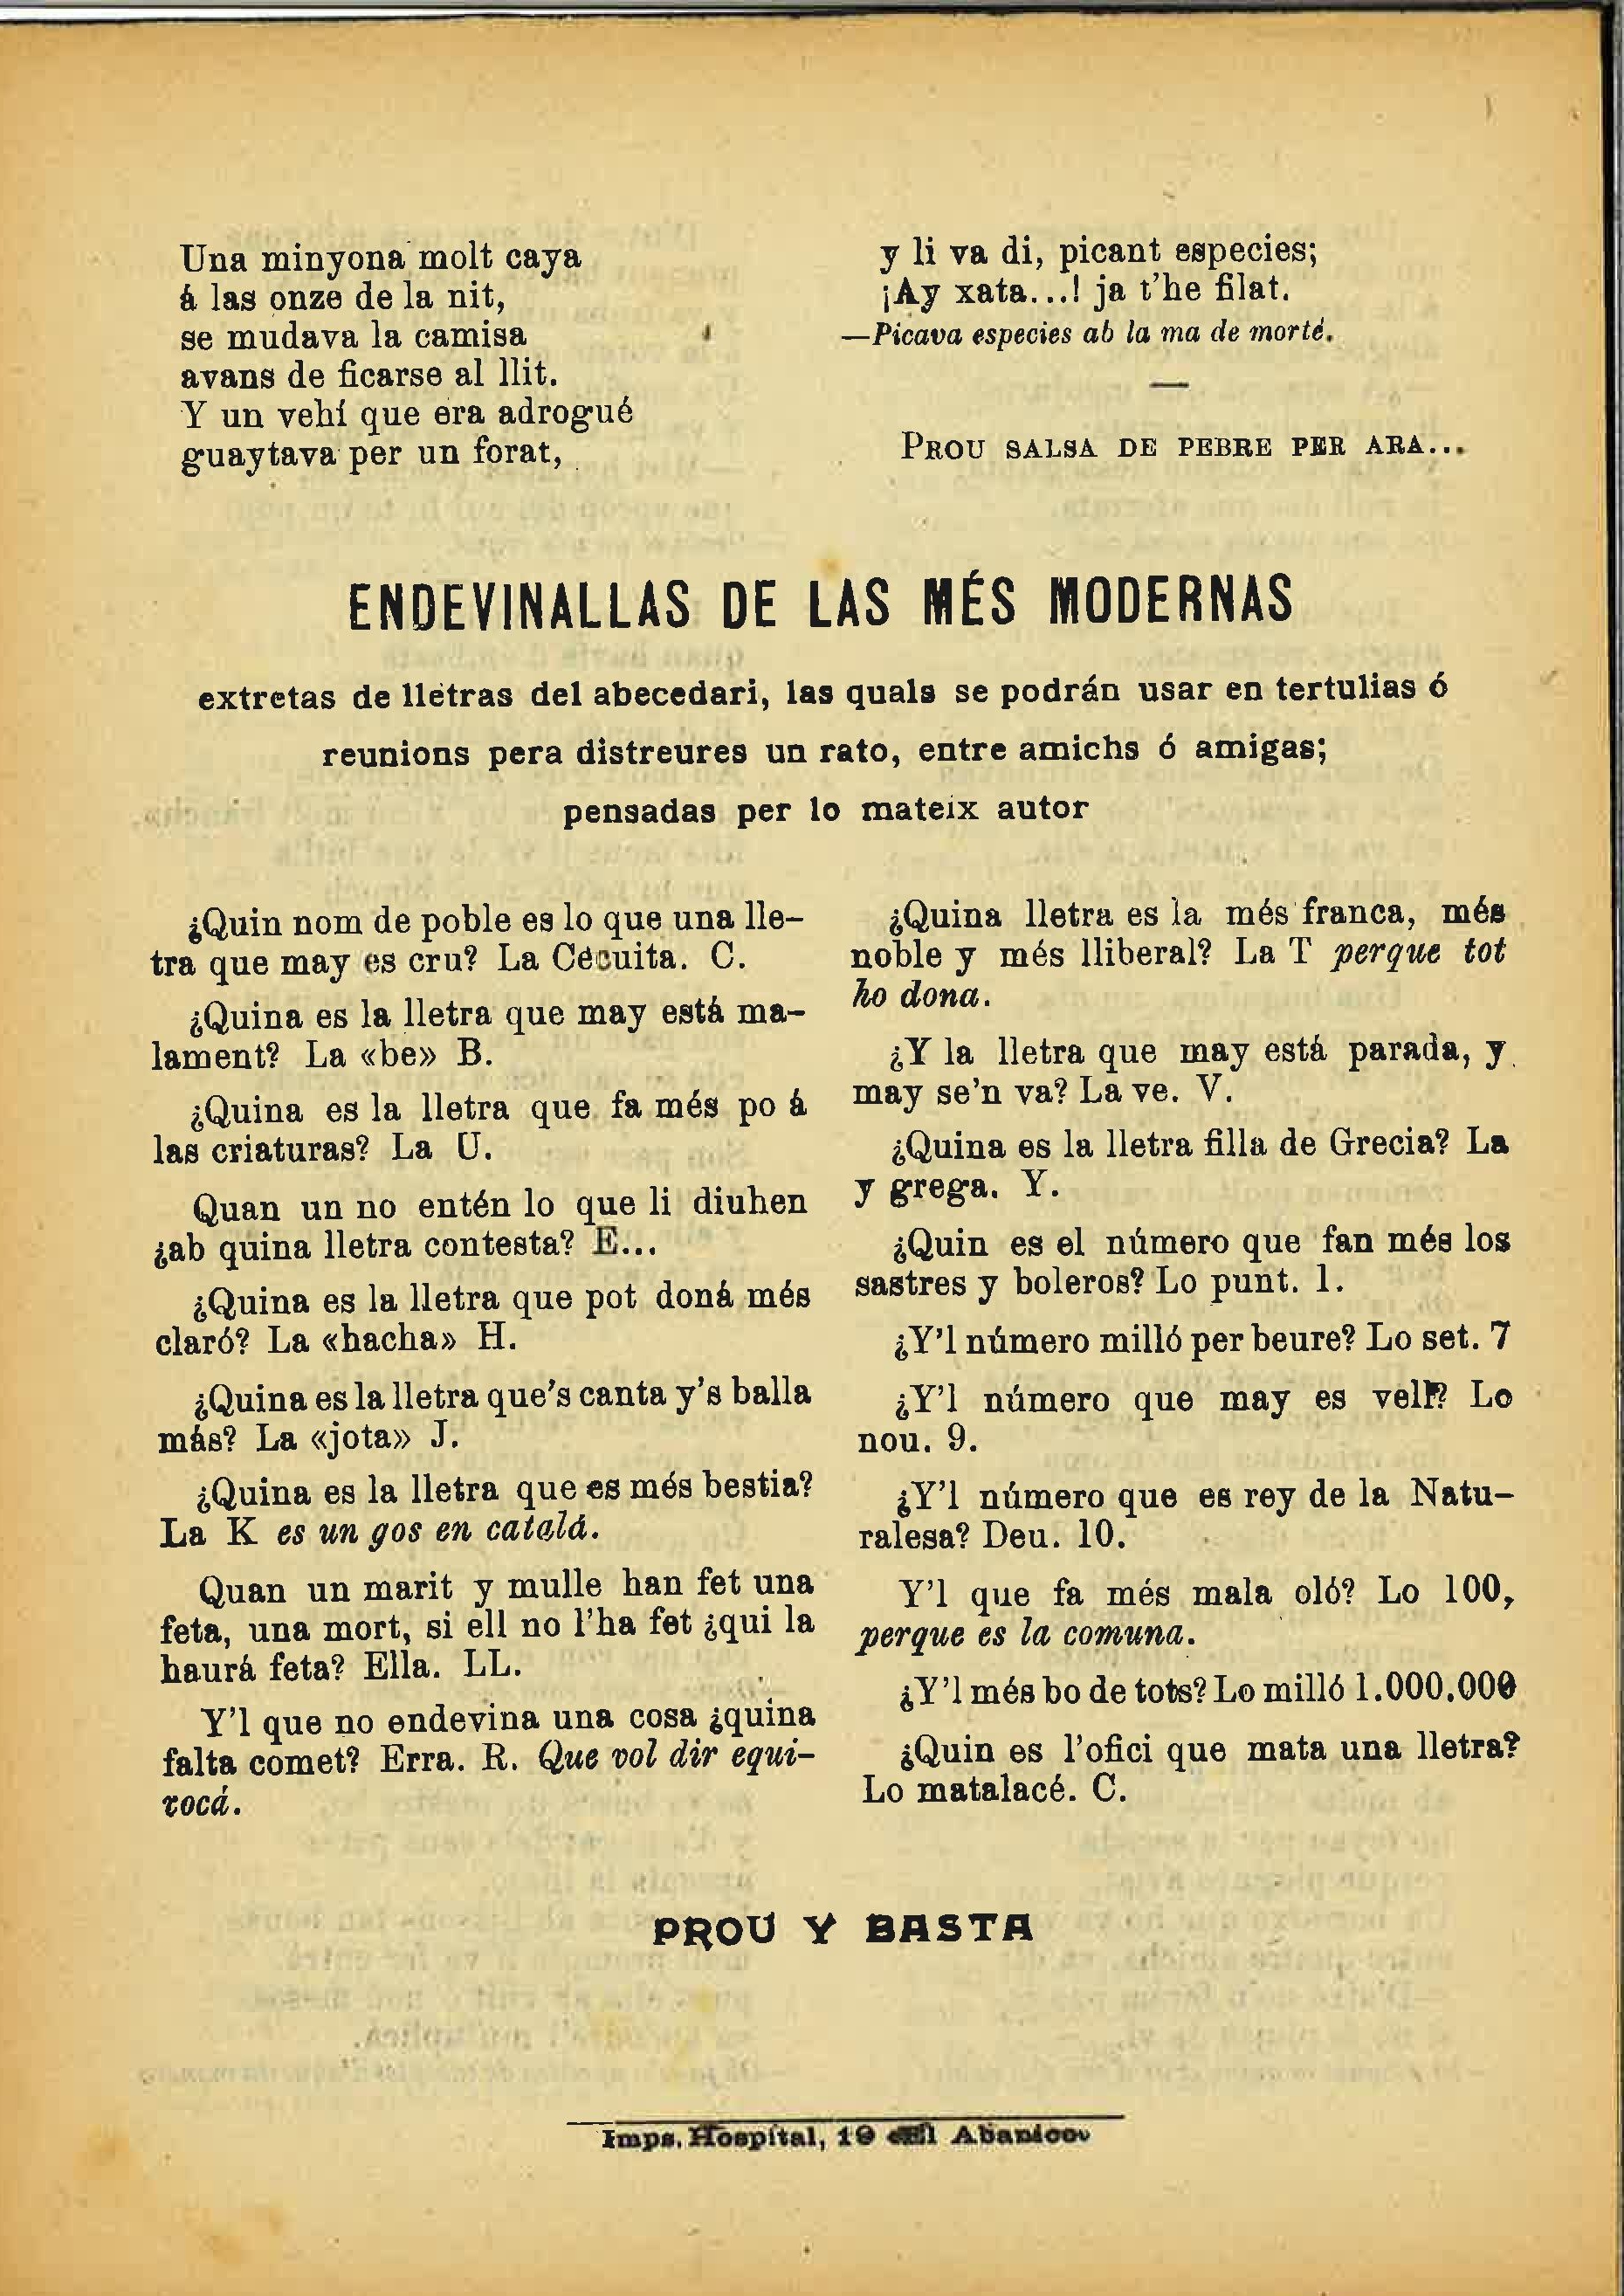 Una minyona molt caya
á las onze de la nit,
se mudava la camisa
avans de ficarse al llit.
Y un vehí que era adrogué
guaytava per un forat,
y li va di, picant especies;
¡Ay xata...! ja t'he filat.
—Picava especies ab la ma de morté.
PROU SALSA DE PEBRE PER ARA...
ENDEVINALLAS DE LAS MÉS MODERNAS
extretas de lletras del abecedari, las quals se podrán usar en tertulias ó
reunions pera distreures un rato, entre amichs ó amigas;
pensadas per lo mateix autor
¿Quin nom de poble es lo que una lle-
tra que may es cru? La Cécuita. C.
¿Quina es la lletra que may está ma-
lament? La «be» B.
¿Quina es la lletra que fa més po á
las criaturas? La U.
Quan un no entén lo que li diuhen
¿ab quina lletra contesta? E...
¿Quina es la lletra que pot doná més
claró? La «hacha» H.
¿Quina es la lletra que's canta y's balla
más? La «jota» J.
¿Quina es la lletra que es més bestia?
La K es un gos en catalá.
Quan un marit y mulle han fet una
feta, una mort, si ell no l'ha fet ¿qui la
haurá feta? Ella. LL.
Y'l que no endevina una cosa ¿quina
falta comet? Erra. R. Que vol dir equi-
vocá.
¿Quina lletra es la més franca, més
noble y més lliberal? La T perque tot
ho dona.
¿Y la lletra que may está parada, y
may se'n va? La ve. V.
¿Quina es la lletra filla de Grecia? La
y grega. Y.
¿Quin es el número que fan més los
sastres y boleros? Lo punt. 1.
¿Y'l número milló per beure? Lo set. 7
¿Y'l número que may es vell? Lo
nou. 9.
¿Y'l número que es rey de la Natu-
ralesa? Deu. 10.
Y'l que fa més mala oló? Lo 100,
perque es la comuna.
¿Y'l més bo de tots? Lo milló 1.000.000
¿Quin es l'ofici que mata una lletra?
Lo matalacé. C.
PROU Y BASTA
Imps. Hospital, 19 «El Abanico»